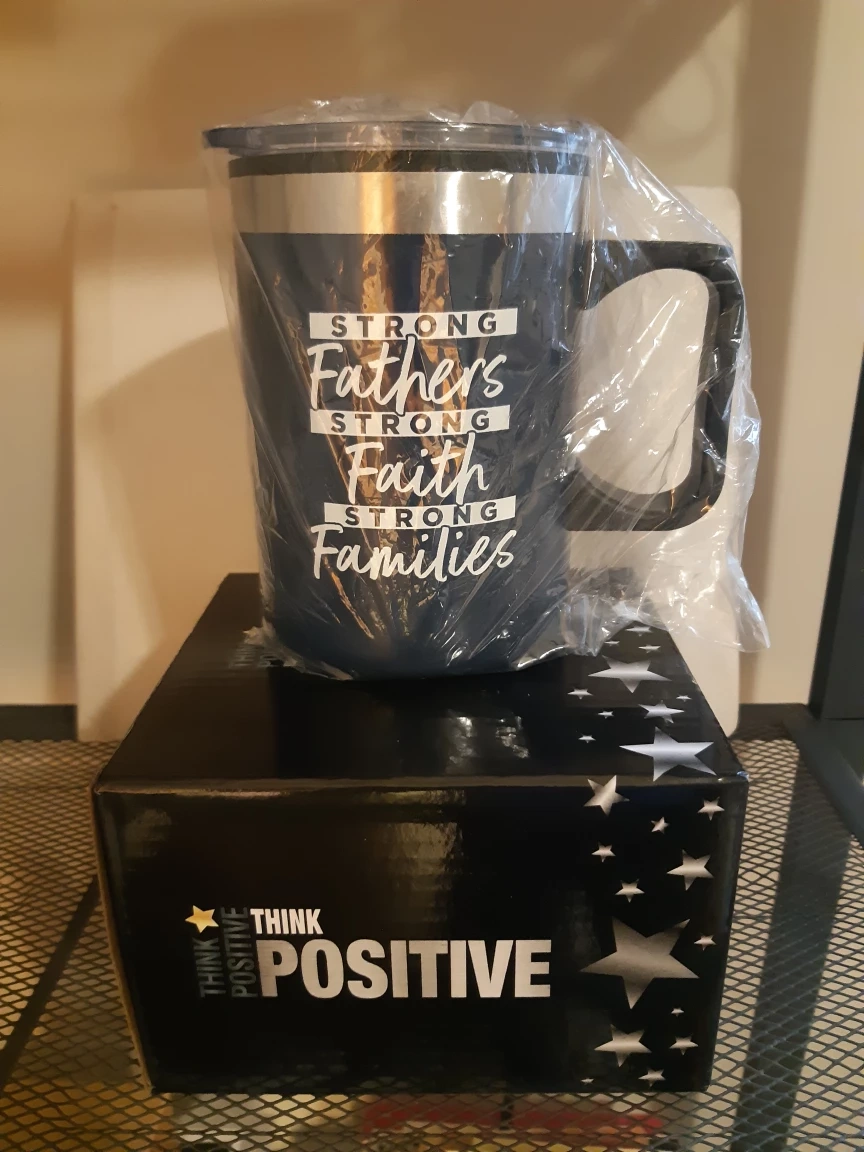 STRONG
Fathers
STRONG
Faith
STRONG
Families
THINK
POSITIVE
THINK
POSITIVE